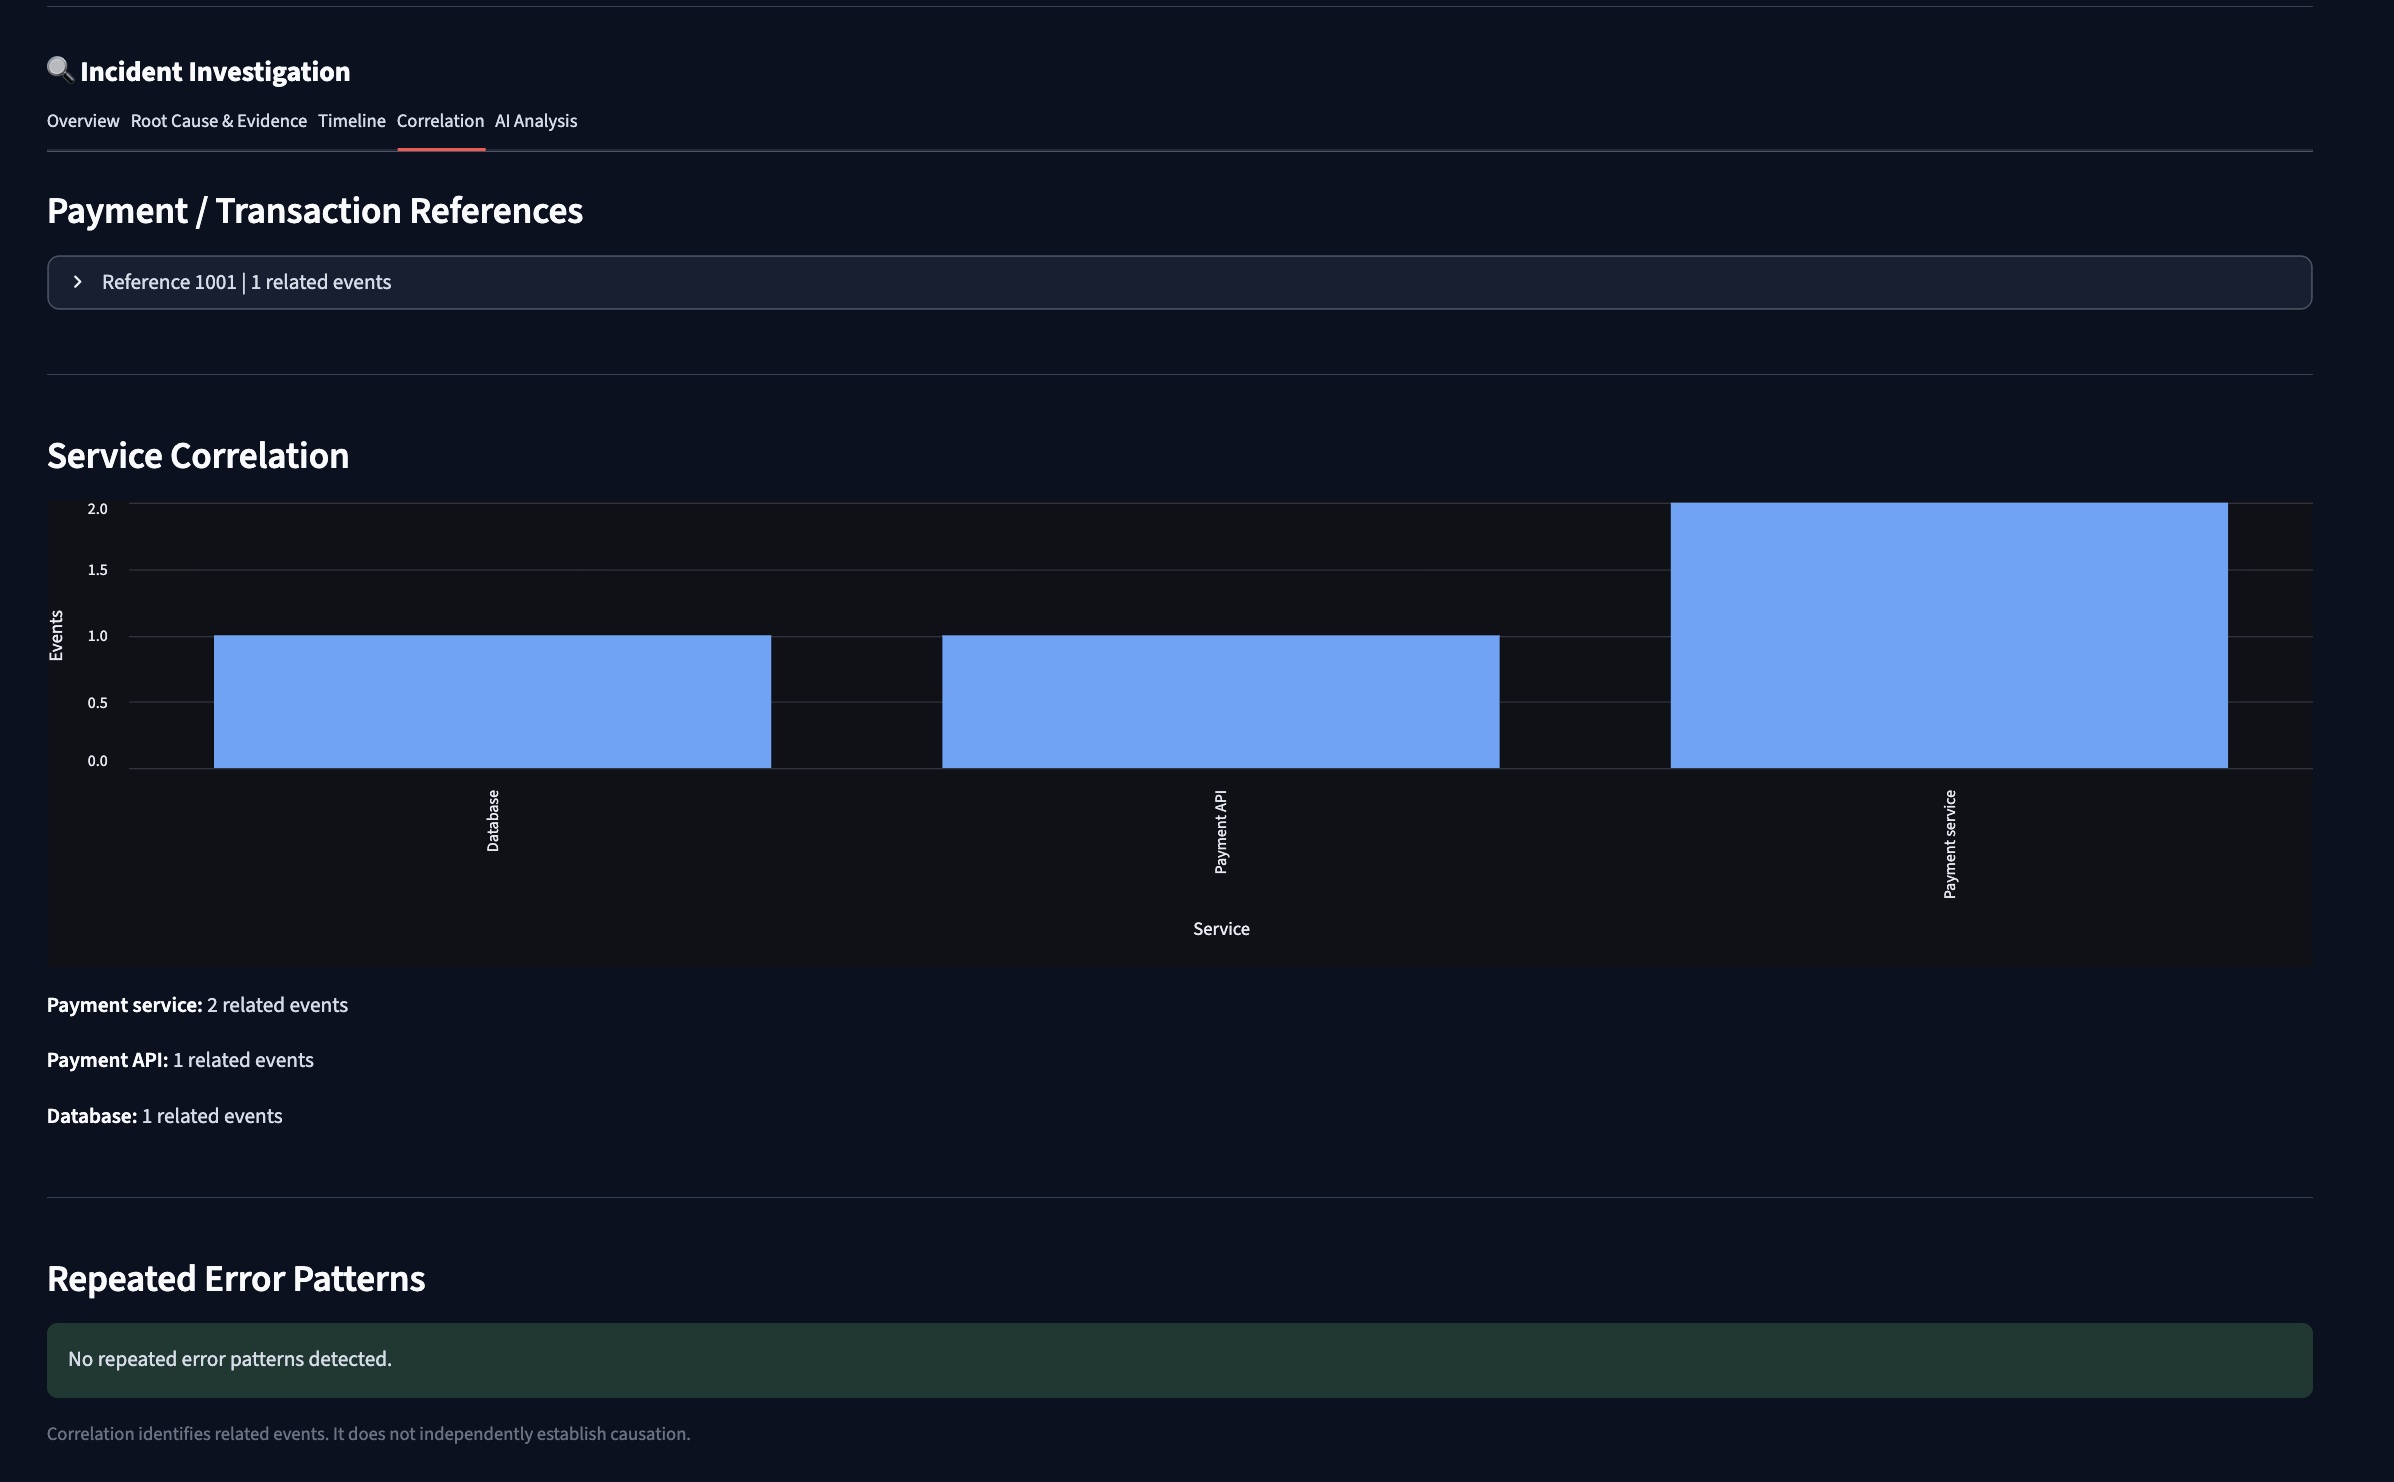 Incident Investigation
Overview Root Cause & Evidence Timeline Correlation AI Analysis
Payment / Transaction References
Reference 1001 | 1 related events
Service Correlation
2.0
1.5
1.0
0.5
0.0
Events
Database
Payment API
Payment service
Service
Payment service: 2 related events
Payment API: 1 related events
Database: 1 related events
Repeated Error Patterns
No repeated error patterns detected.
Correlation identifies related events. It does not independently establish causation.